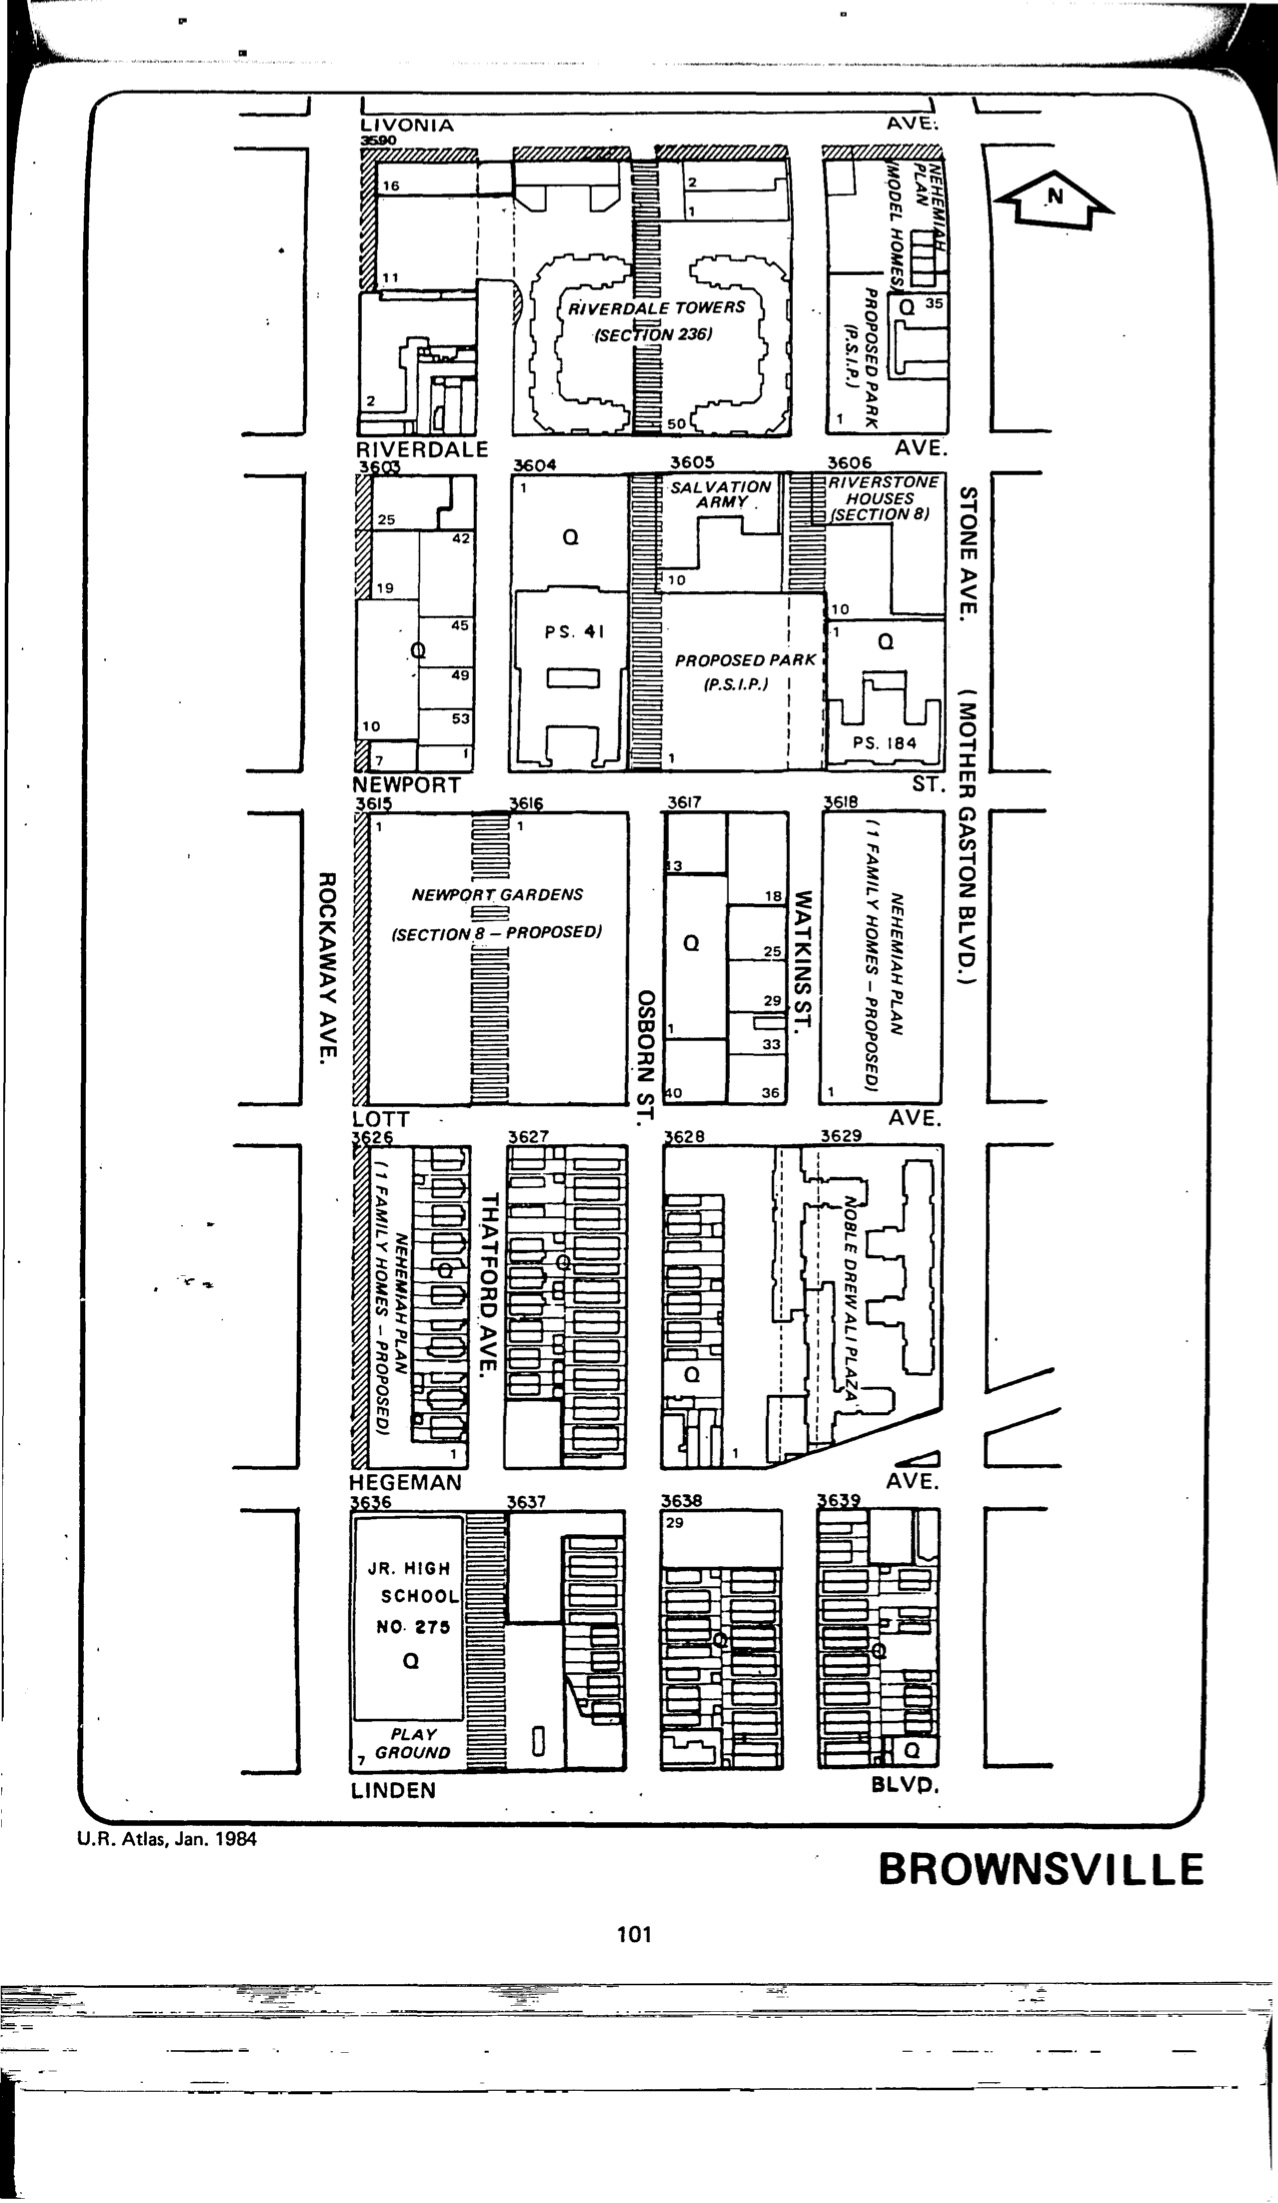 LIVONIA AVE.
3590
16
2
1
11
NEHEMIAH
PLAN
(MODEL HOMES)
N
RIVERDALE TOWERS
(SECTION 236)
Q 35
PROPOSED PARK
(P.S.I.P.)
2
50
1
RIVERDALE AVE.
3603 3604 3605 3606
25
42
19
45
Q
49
53
10
7
1
1
Q
PS. 41
SALVATION
ARMY
10
PROPOSED PARK
(P.S.I.P.)
1
RIVERSTONE
HOUSES
(SECTION 8)
10
1
Q
PS. 184
STONE AVE.
(MOTHER GASTON BLVD.)
NEWPORT ST.
3615 3616 3617 3618
1
1
NEWPORT GARDENS
(SECTION 8 – PROPOSED)
ROCKAWAY AVE.
OSBORN ST.
13
18
Q
25
29
1
33
40
36
WATKINS ST.
NEHEMIAH PLAN
(1 FAMILY HOMES – PROPOSED)
1
LOTT AVE.
3626 3627 3628 3629
NEHEMIAH PLAN
(1 FAMILY HOMES – PROPOSED)
Q
1
THATFORD AVE.
Q
Q
1
NOBLE DREW ALI PLAZA
HEGEMAN AVE.
3636 3637 3638 3639
JR. HIGH
SCHOOL
NO. 275
Q
PLAY
GROUND
7
29
Q
Q
Q
LINDEN BLVD.
U.R. Atlas, Jan. 1984
BROWNSVILLE
101